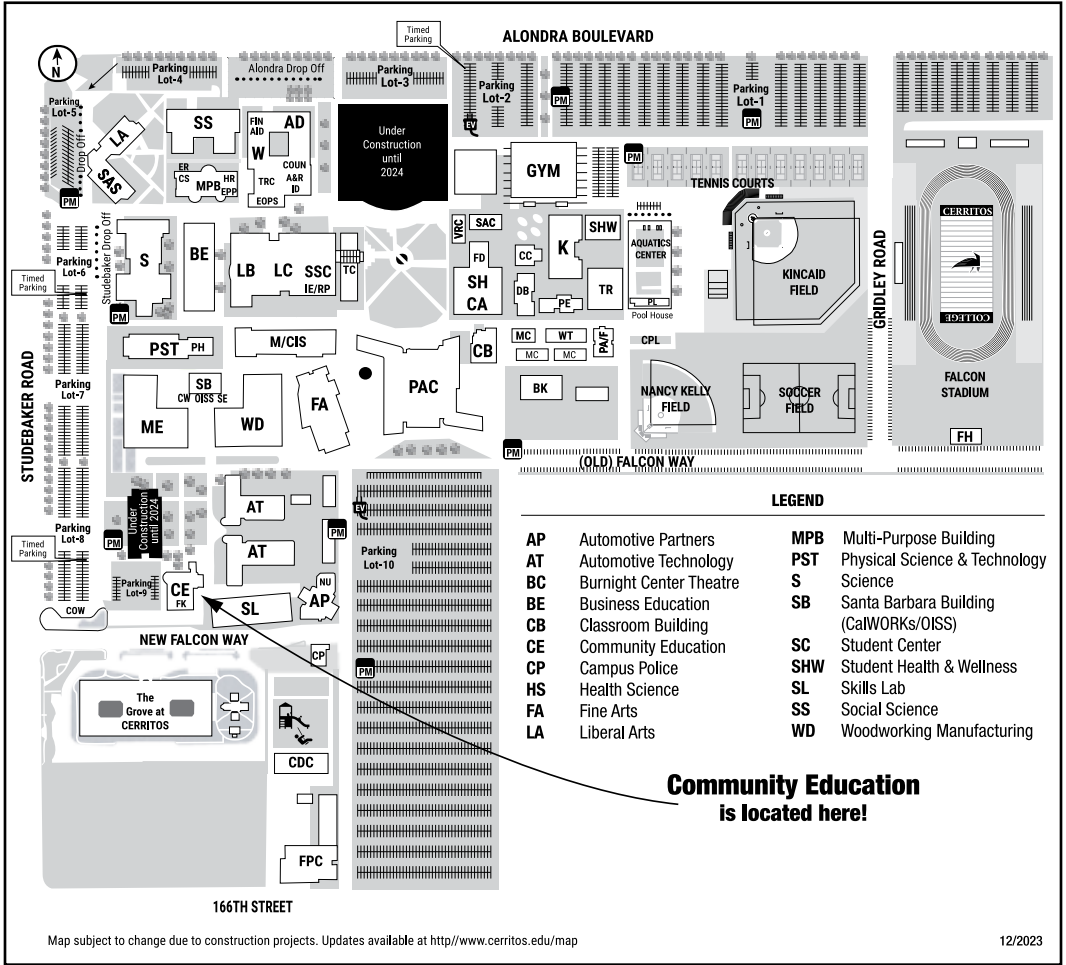 ALONDRA BOULEVARD
Timed
Parking
N
Parking
Lot-4
Alondra Drop Off
Parking
Lot-3
Parking
Lot-2
EV
PM
Parking
Lot-1
PM
Parking
Lot-5
Drop Off
PM
LA
SAS
SS
ER
CS
MPB
HR
EPP
FIN
AID
AD
W
COUN
A&R
ID
TRC
EOPS
Under
Construction
until
2024
GYM
PM
TENNIS COURTS
Parking
Lot-6
Timed
Parking
Studebaker Drop Off
S
PM
BE
LB
LC
SSC
IE/RP
TC
VRC
SAC
FD
SH
CA
CC
DB
K
PE
SHW
TR
AQUATICS
CENTER
PL
Pool House
KINCAID
FIELD
GRIDLEY ROAD
CERRITOS
COLLEGE
FALCON
STADIUM
FH
PST
PH
M/CIS
CB
MC
WT
MC
MC
PA/F
CPL
STUDEBAKER ROAD
Parking
Lot-7
ME
SB
CW OISS SE
WD
FA
PAC
BK
NANCY KELLY
FIELD
SOCCER
FIELD
PM
(OLD) FALCON WAY
Parking
Lot-8
Timed
Parking
PM
Under
Construction
until 2024
AT
AT
PM
EV
Parking
Lot-10
Parking
Lot-9
CE
FK
SL
NU
AP
COW
NEW FALCON WAY
CP
PM
The
Grove at
CERRITOS
CDC
FPC
166TH STREET
LEGEND
AP Automotive Partners
AT Automotive Technology
BC Burnight Center Theatre
BE Business Education
CB Classroom Building
CE Community Education
CP Campus Police
HS Health Science
FA Fine Arts
LA Liberal Arts
MPB Multi-Purpose Building
PST Physical Science & Technology
S Science
SB Santa Barbara Building
(CalWORKs/OISS)
SC Student Center
SHW Student Health & Wellness
SL Skills Lab
SS Social Science
WD Woodworking Manufacturing
Community Education
is located here!
Map subject to change due to construction projects. Updates available at http//www.cerritos.edu/map
12/2023